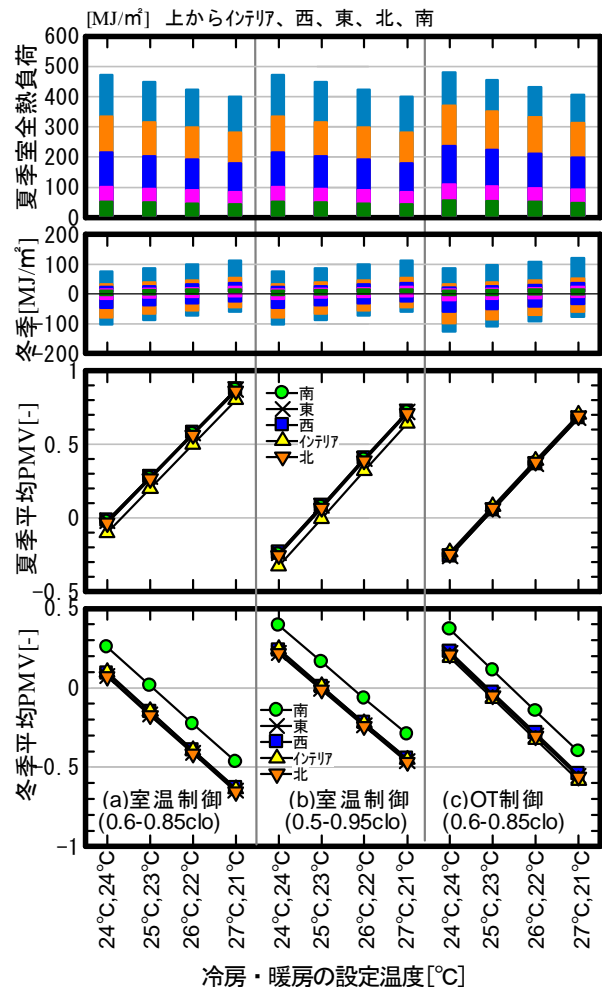 [MJ/㎡] 上からインテリア、西、東、北、南
夏季室全熱負荷
600
500
400
300
200
100
0
冬季[MJ/㎡]
200
100
0
-100
-200
夏季平均PMV[-]
1
0.5
0
-0.5
南
東
西
インテリア
北
冬季平均PMV[-]
0.5
0
-0.5
-1
南
東
西
インテリア
北
(a)室温制御
(0.6-0.85clo)
(b)室温制御
(0.5-0.95clo)
(c)OT制御
(0.6-0.85clo)
24℃,24℃
25℃,23℃
26℃,22℃
27℃,21℃
24℃,24℃
25℃,23℃
26℃,22℃
27℃,21℃
24℃,24℃
25℃,23℃
26℃,22℃
27℃,21℃
冷房・暖房の設定温度[℃]